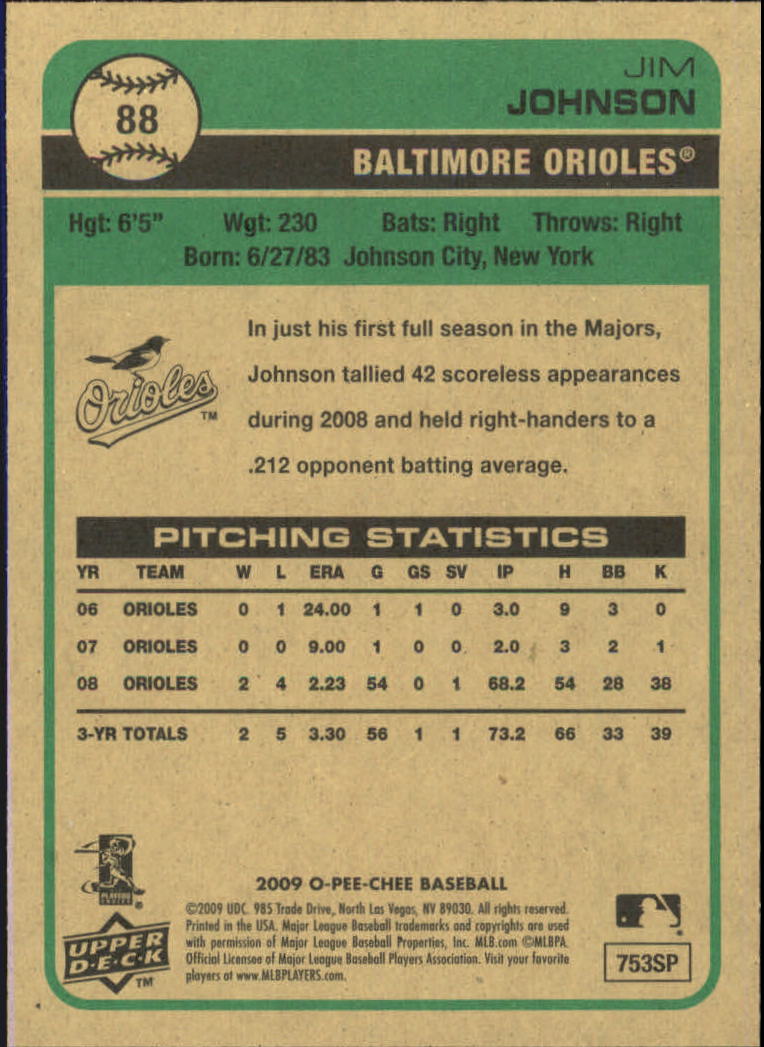 88
JIM
JOHNSON
BALTIMORE ORIOLES®
Hgt: 6'5" Wgt: 230 Bats: Right Throws: Right
Born: 6/27/83 Johnson City, New York
Orioles™
In just his first full season in the Majors,
Johnson tallied 42 scoreless appearances
during 2008 and held right-handers to a
.212 opponent batting average.
PITCHING STATISTICS
YR TEAM W L ERA G GS SV IP H BB K
06 ORIOLES 0 1 24.00 1 1 0 3.0 9 3 0
07 ORIOLES 0 0 9.00 1 0 0 2.0 3 2 1
08 ORIOLES 2 4 2.23 54 0 1 68.2 54 28 38
3-YR TOTALS 2 5 3.30 56 1 1 73.2 66 33 39
PLAYERS
CHOICE ®
2009 O-PEE-CHEE BASEBALL
©2009 UDC. 985 Trade Drive, North Las Vegas, NV 89030. All rights reserved.
Printed in the USA. Major League Baseball trademarks and copyrights are used
with permission of Major League Baseball Properties, Inc. MLB.com ©MLBPA
Official Licensee of Major League Baseball Players Association. Visit your favorite
players at www.MLBPLAYERS.com.
UPPER
D·E·C·K
™
753SP